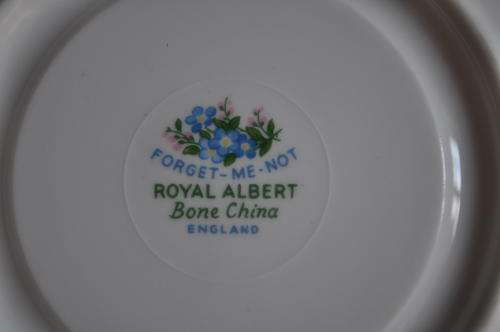 FORGET-ME-NOT
ROYAL ALBERT
Bone China
ENGLAND